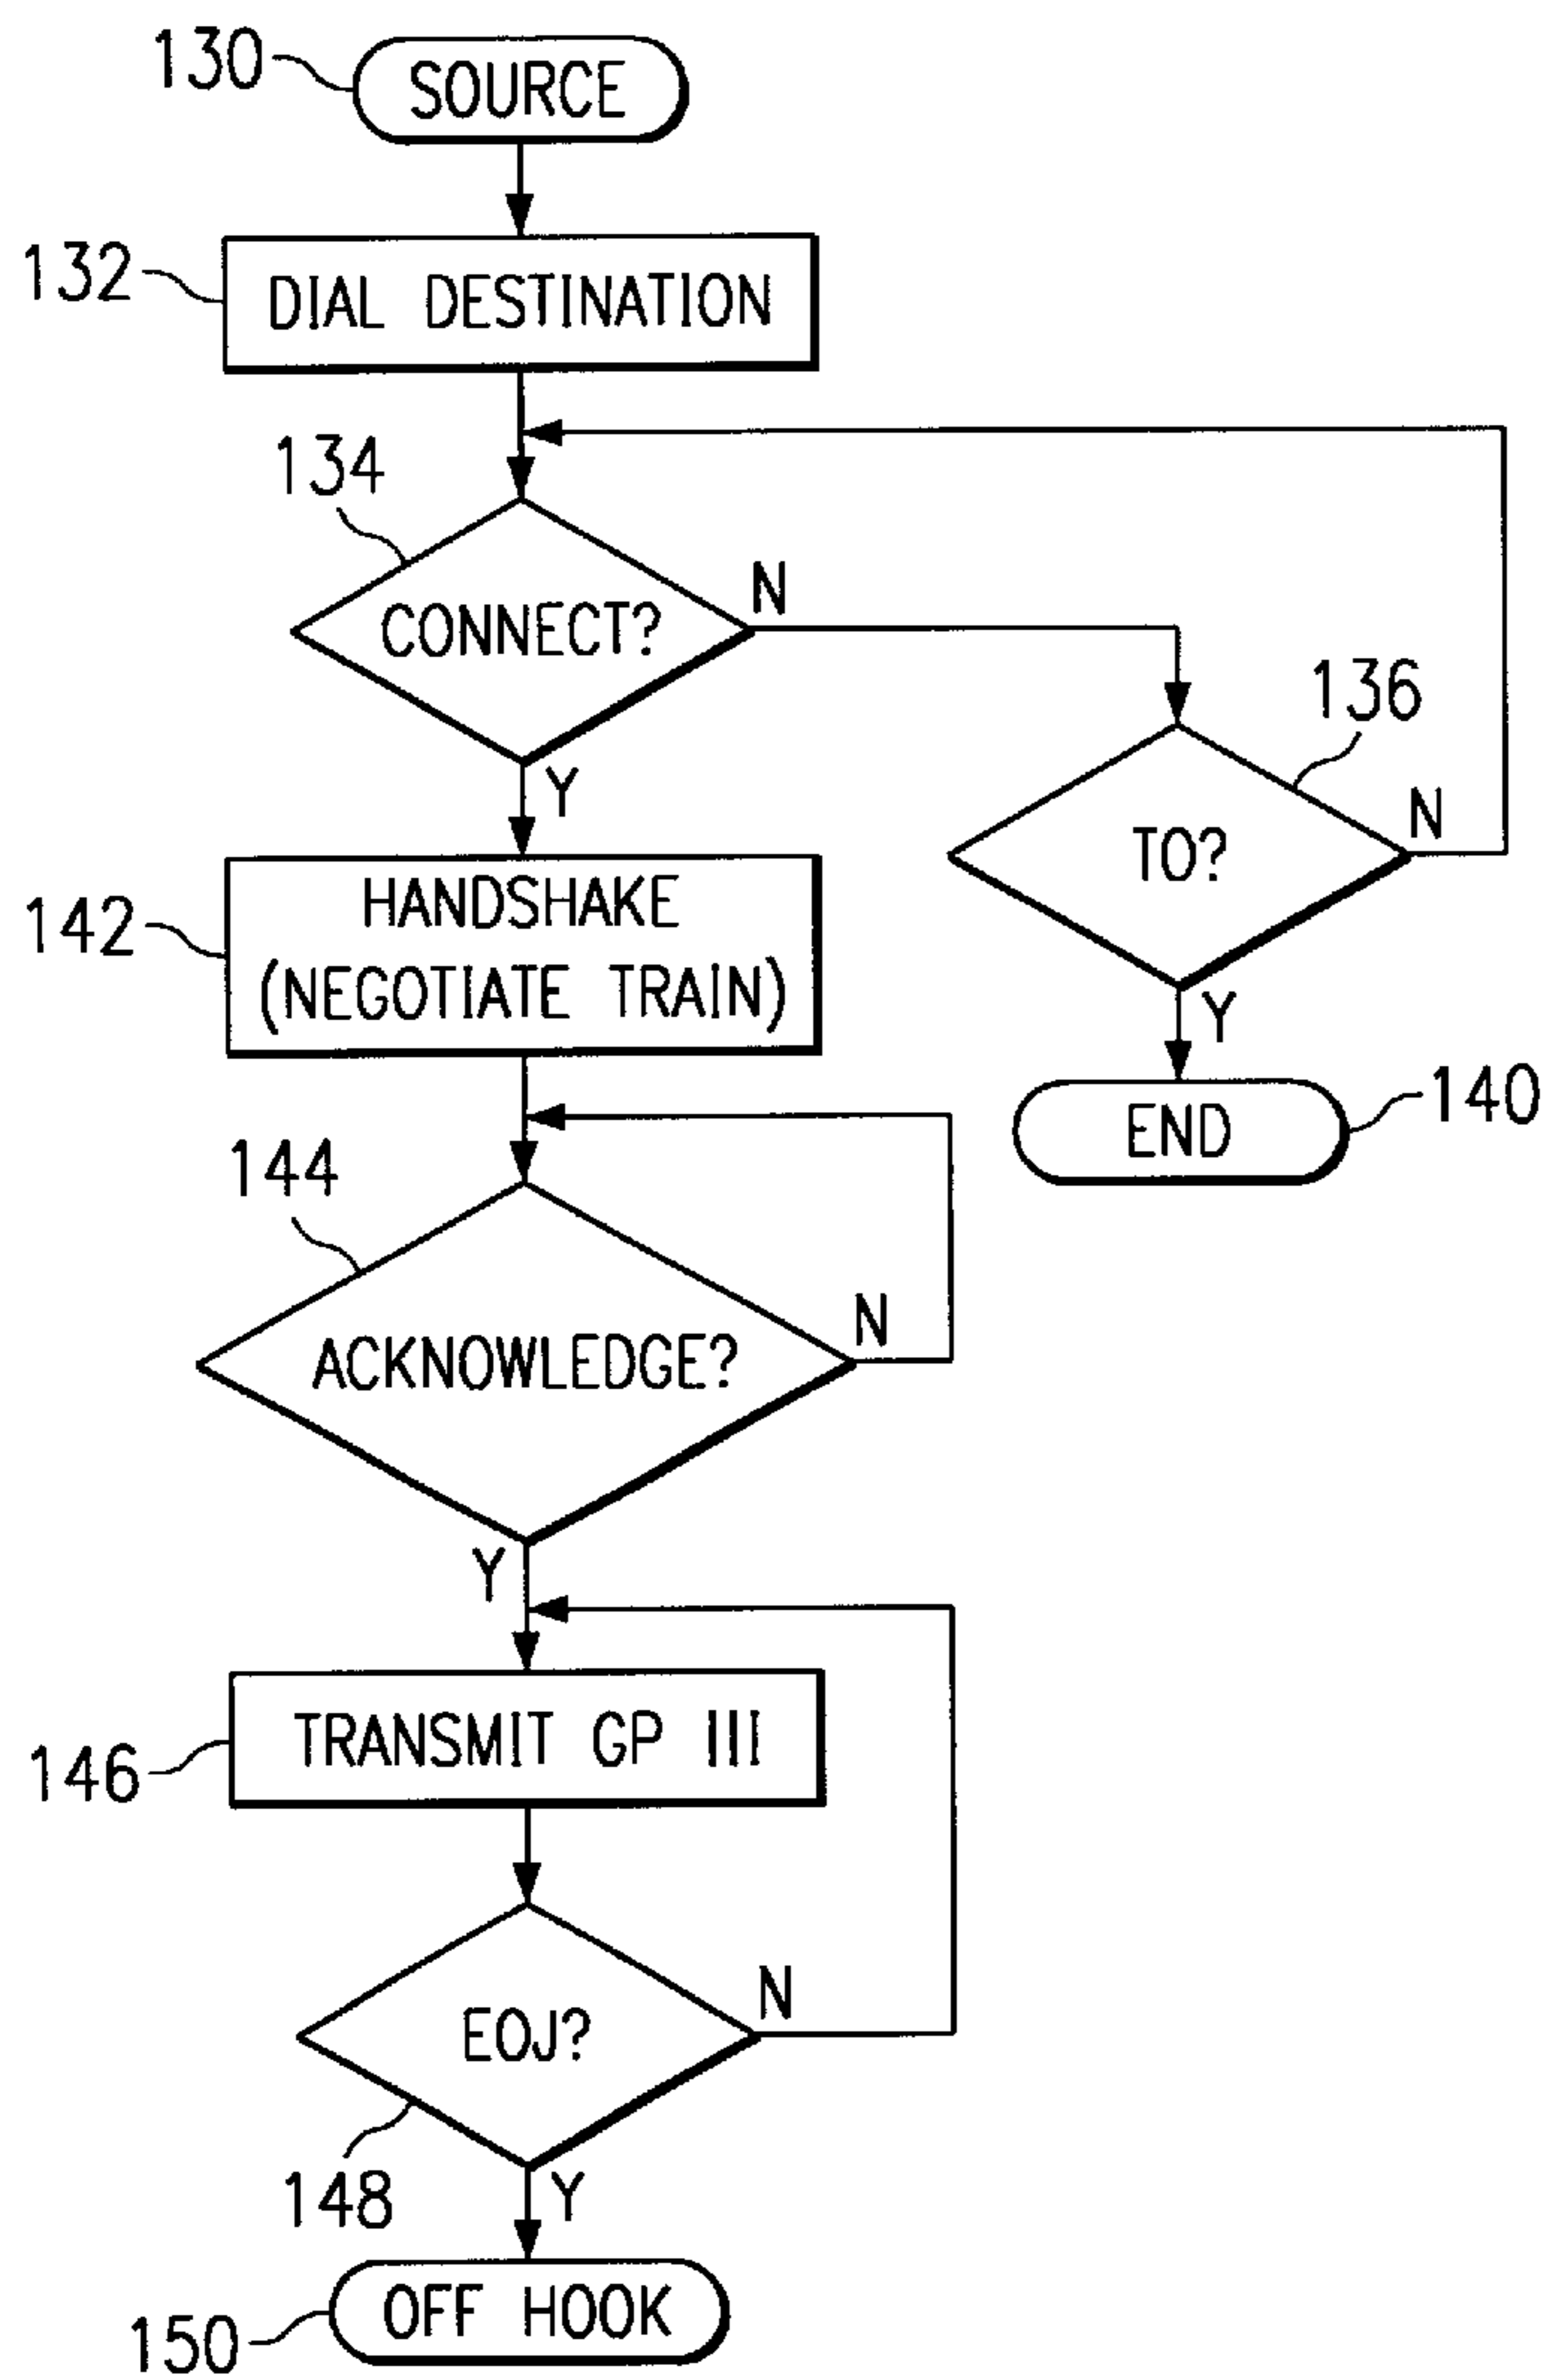 130
SOURCE
132
DIAL DESTINATION
134
CONNECT?
N
Y
136
TO?
N
Y
140
END
142
HANDSHAKE
(NEGOTIATE TRAIN)
144
ACKNOWLEDGE?
N
Y
146
TRANSMIT GP III
148
EOJ?
N
Y
150
OFF HOOK